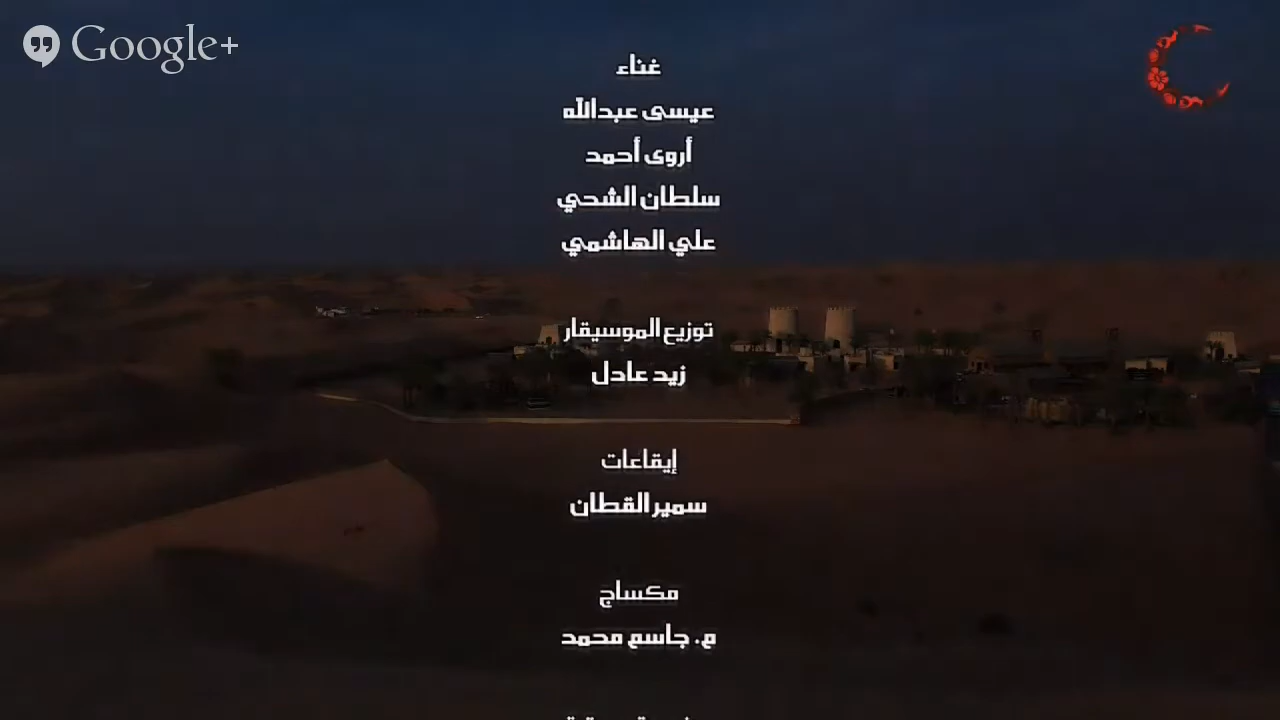 Google+
غناء
عيسى عبدالله
أروى أحمد
سلطان الشحي
علي الهاشمي
توزيع الموسيقار
زيد عادل
إيقاعات
سمير القطان
مكساج
م. جاسم محمد